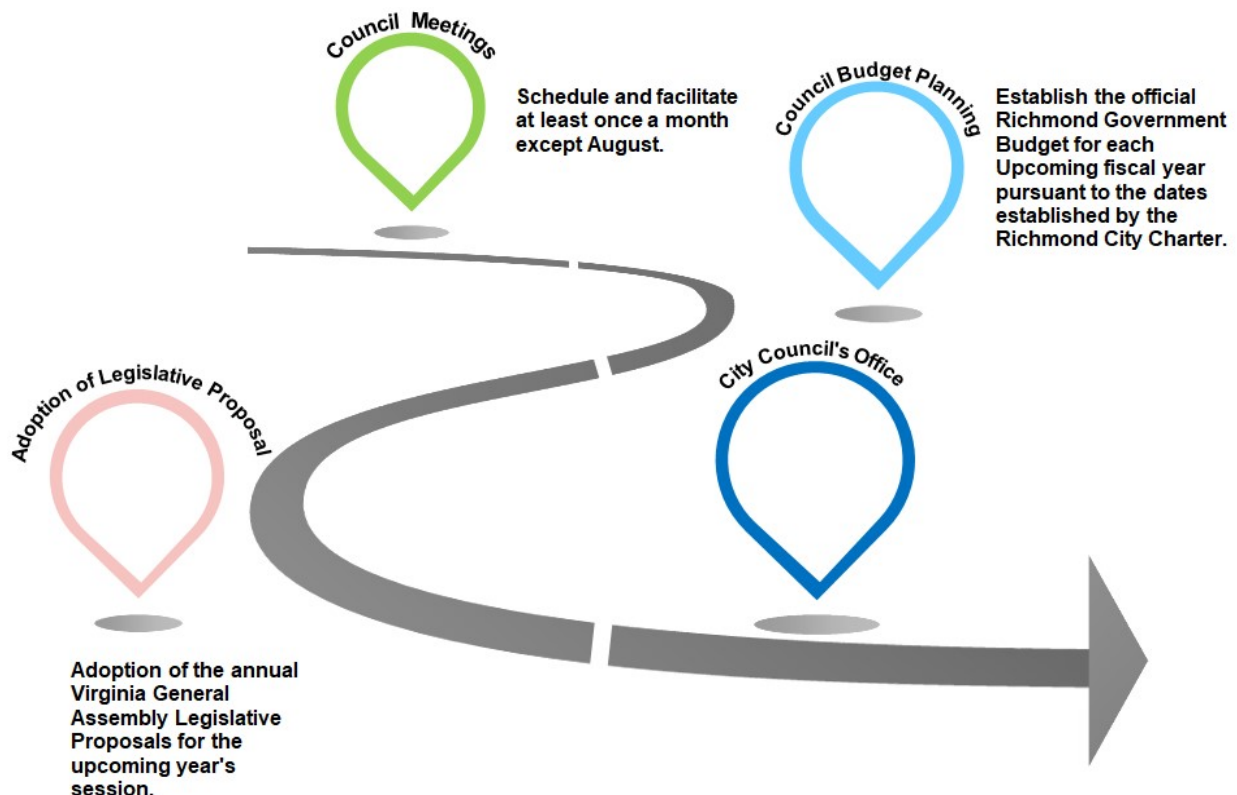 Council Meetings
Schedule and facilitate
at least once a month
except August.
Council Budget Planning
Establish the official
Richmond Government
Budget for each
Upcoming fiscal year
pursuant to the dates
established by the
Richmond City Charter.
City Council's Office
Adoption of Legislative Proposal
Adoption of the annual
Virginia General
Assembly Legislative
Proposals for the
upcoming year's
session.